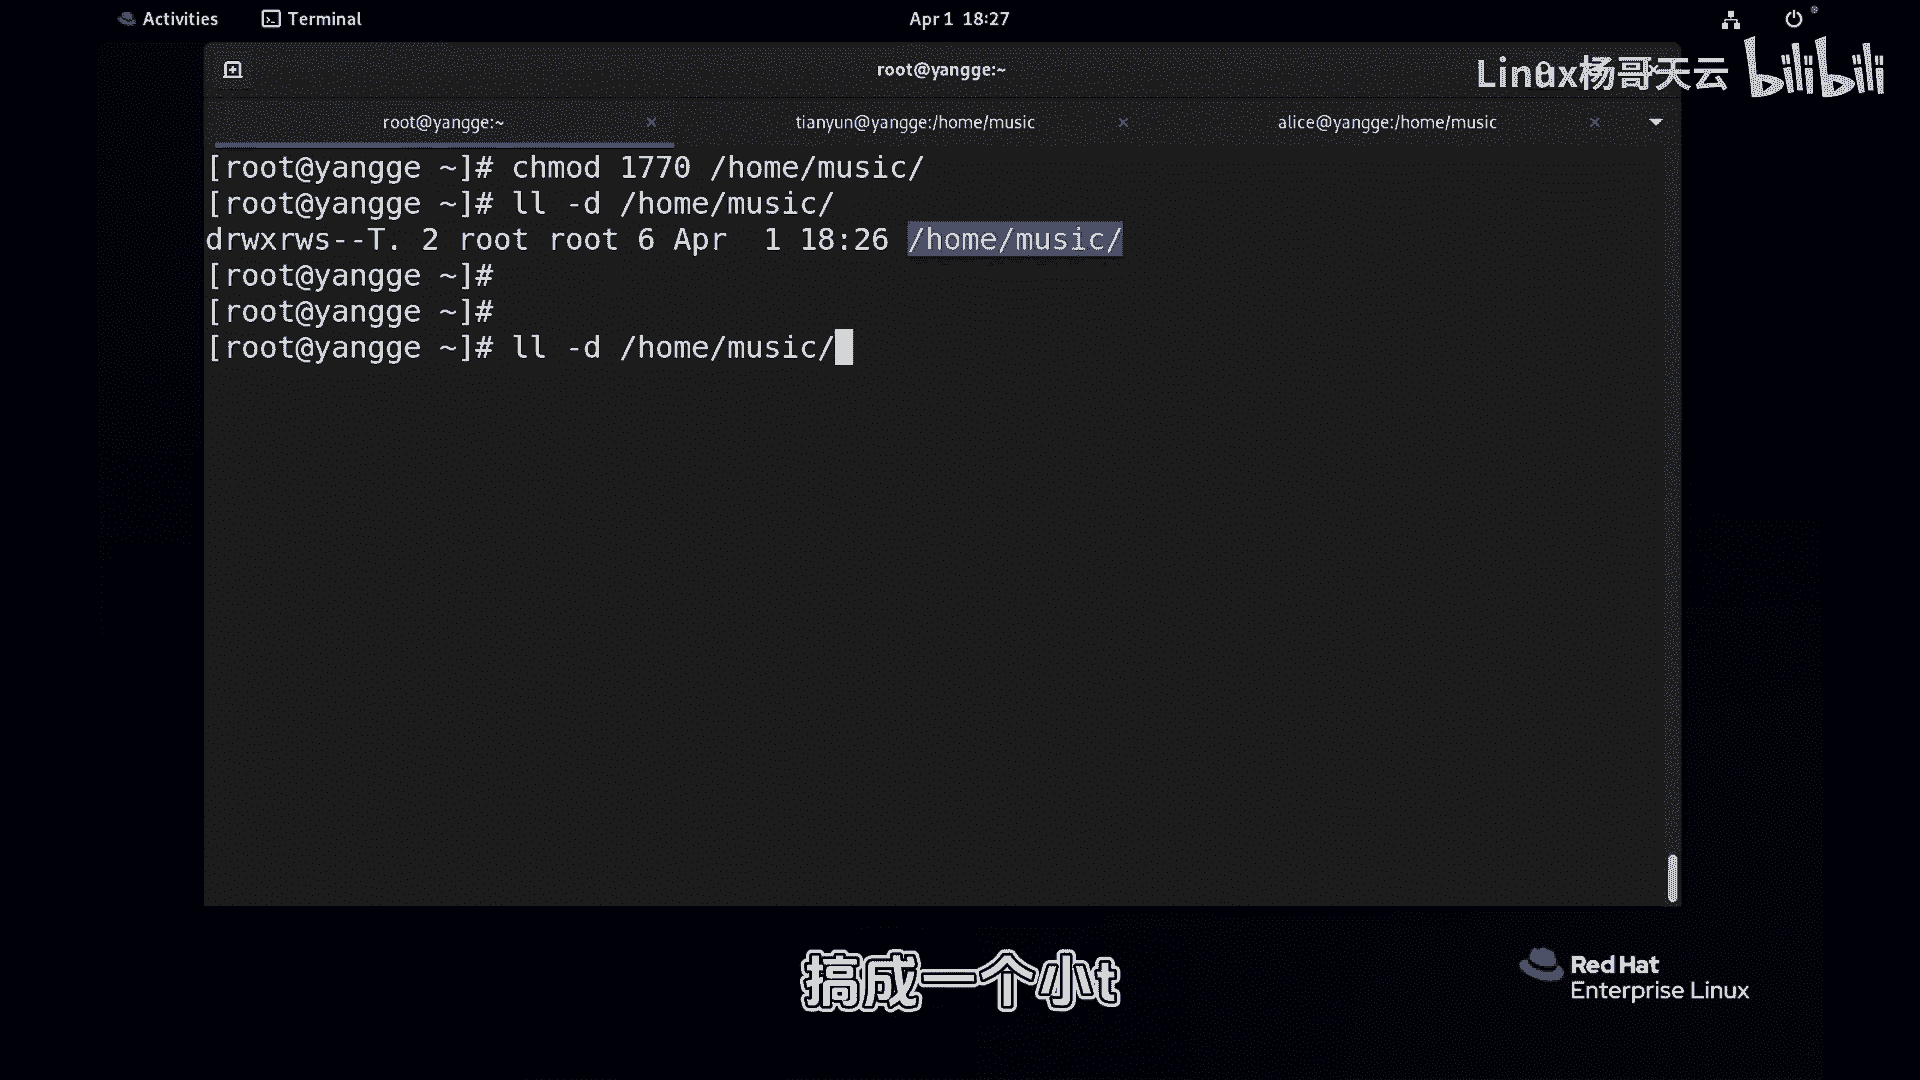 Activities Terminal Apr 1 18:27
root@yangge:~
Linux杨哥天云 bilibili
root@yangge:~ × tianyun@yangge:/home/music × alice@yangge:/home/music ×
[root@yangge ~]# chmod 1770 /home/music/
[root@yangge ~]# ll -d /home/music/
drwxrws--T. 2 root root 6 Apr  1 18:26 /home/music/
[root@yangge ~]#
[root@yangge ~]#
[root@yangge ~]# ll -d /home/music/
搞成一个小t
Red Hat
Enterprise Linux